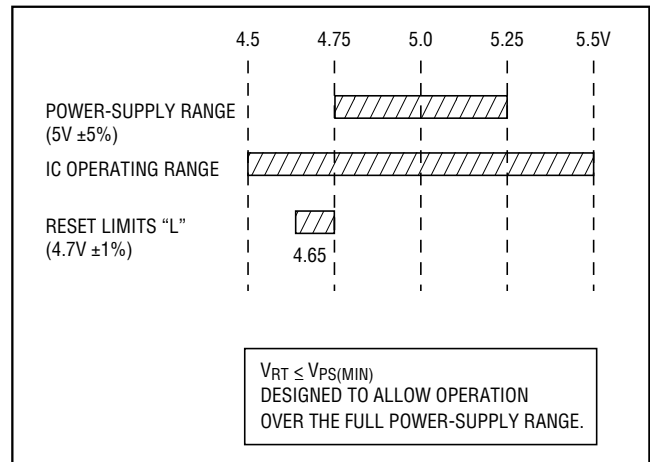 4.5 4.75 5.0 5.25 5.5V
POWER-SUPPLY RANGE
(5V ±5%)
IC OPERATING RANGE
RESET LIMITS “L”
(4.7V ±1%)
4.65
VRT ≤ VPS(MIN)
DESIGNED TO ALLOW OPERATION
OVER THE FULL POWER-SUPPLY RANGE.